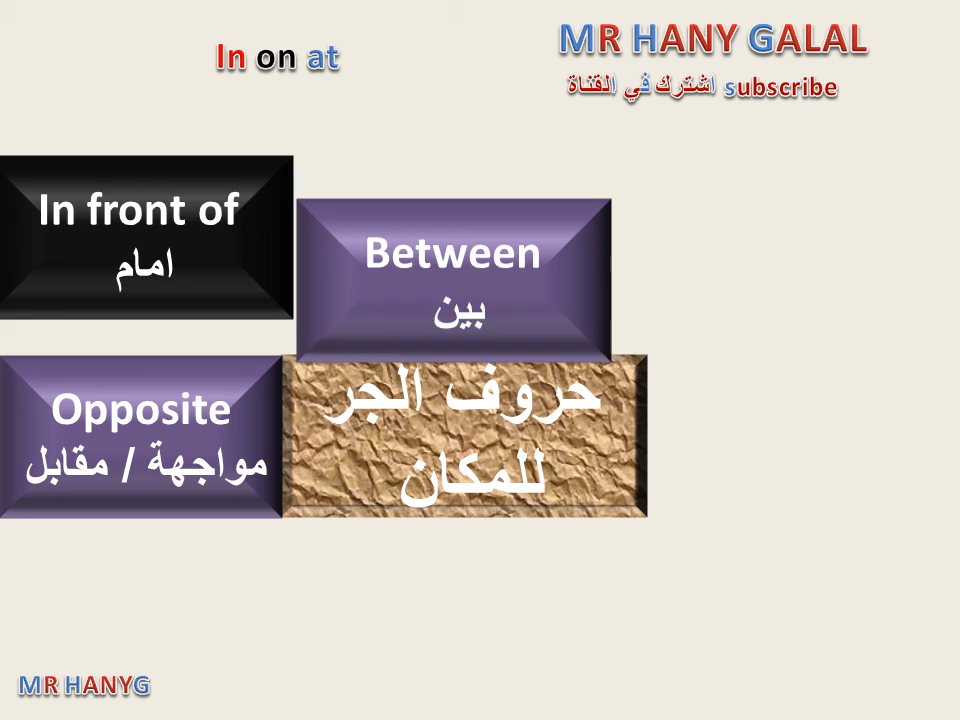 In on at
MR HANY GALAL
اشترك في القناة subscribe
In front of
امام
Between
بين
Opposite
مواجهة / مقابل
حروف الجر
للمكان
MR HANYG